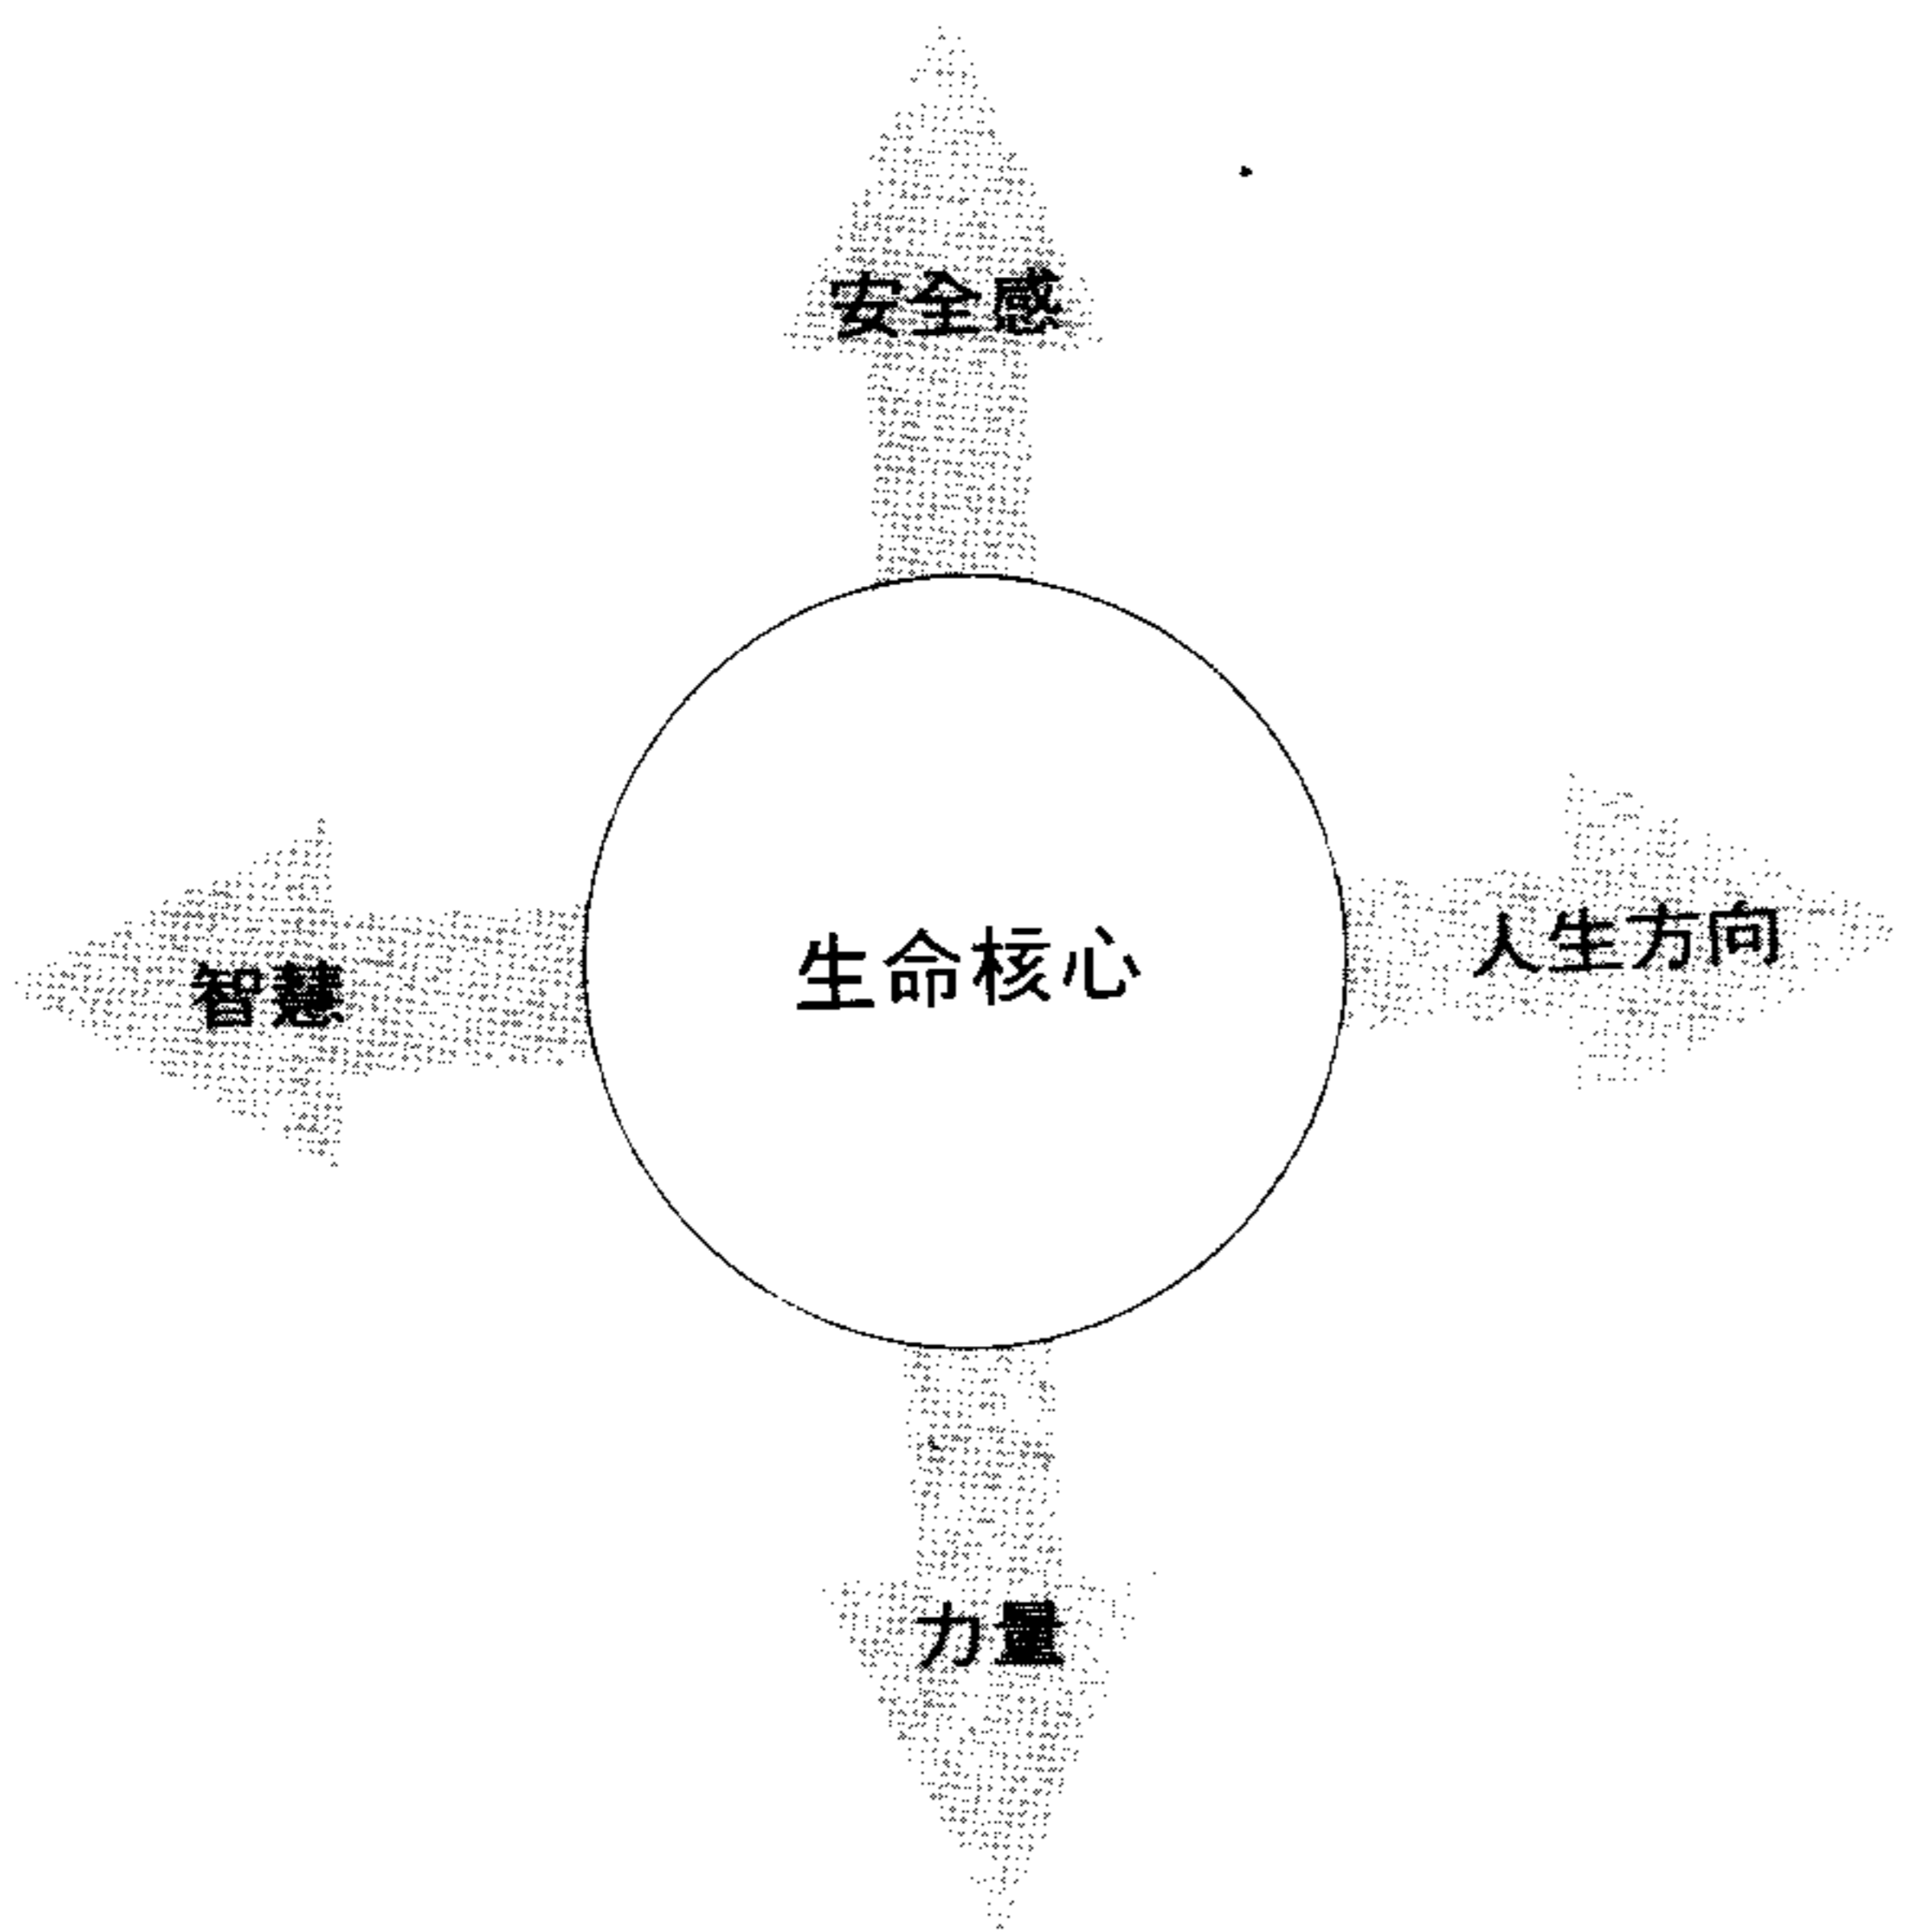 安全感
人生方向
生命核心
智慧
力量